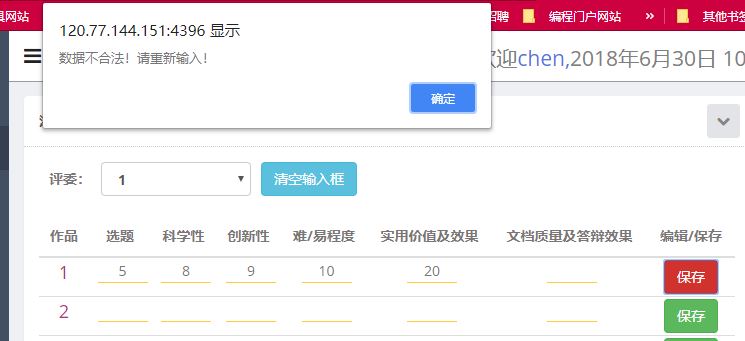 具网站
120.77.144.151:4396 显示
招聘
编程门户网站
»
其他书签
数据不合法！请重新输入！
迎chen,2018年6月30日 10
确定
评委： 1 清空输入框
作品 选题 科学性 创新性 难/易程度 实用价值及效果 文档质量及答辩效果 编辑/保存
1 5 8 9 10 20 保存
2 保存